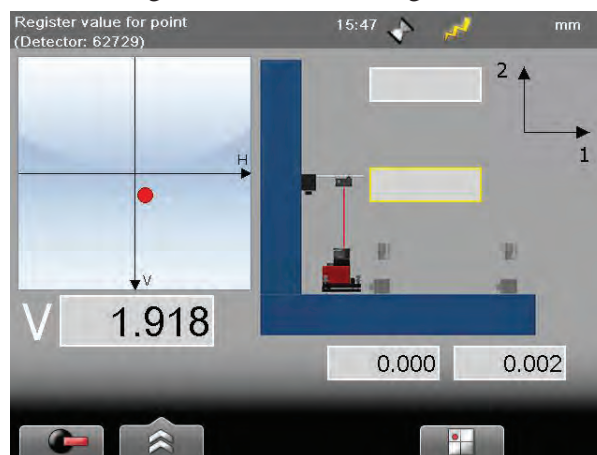 Register value for point
(Detector: 62729)
15:47
mm
H
V
2
1
V 1.918
0.000 0.002